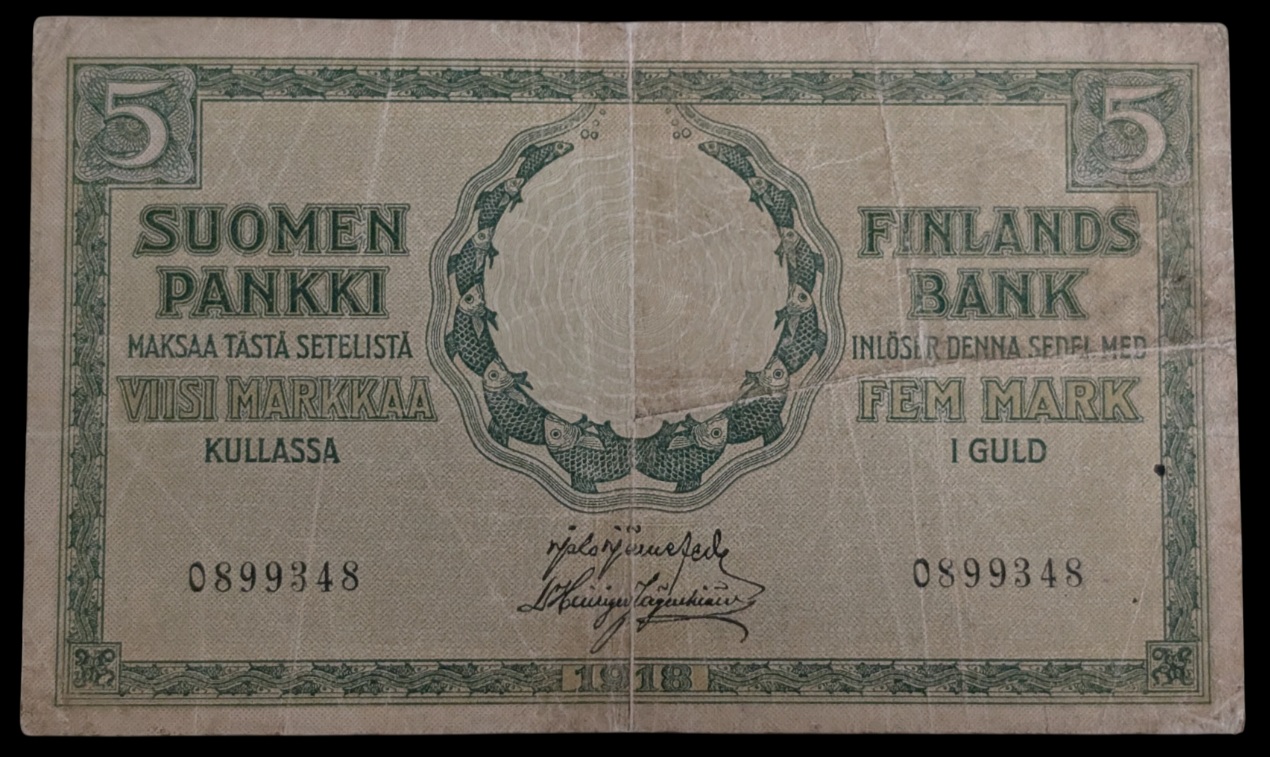 5
5
SUOMEN
PANKKI
MAKSAA TÄSTÄ SETELISTÄ
VIISI MARKKAA
KULLASSA
FINLANDS
BANK
INLÖSER DENNA SEDEL MED
FEM MARK
I GULD
0899348
0899348
1918